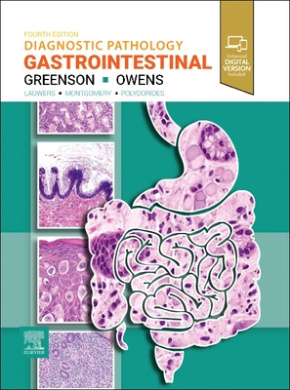 FOURTH EDITION
DIAGNOSTIC PATHOLOGY
GASTROINTESTINAL
GREENSON ▪ OWENS
LAUWERS • MONTGOMERY • POLYDORIDES
Enhanced
DIGITAL
VERSION
Included
ELSEVIER